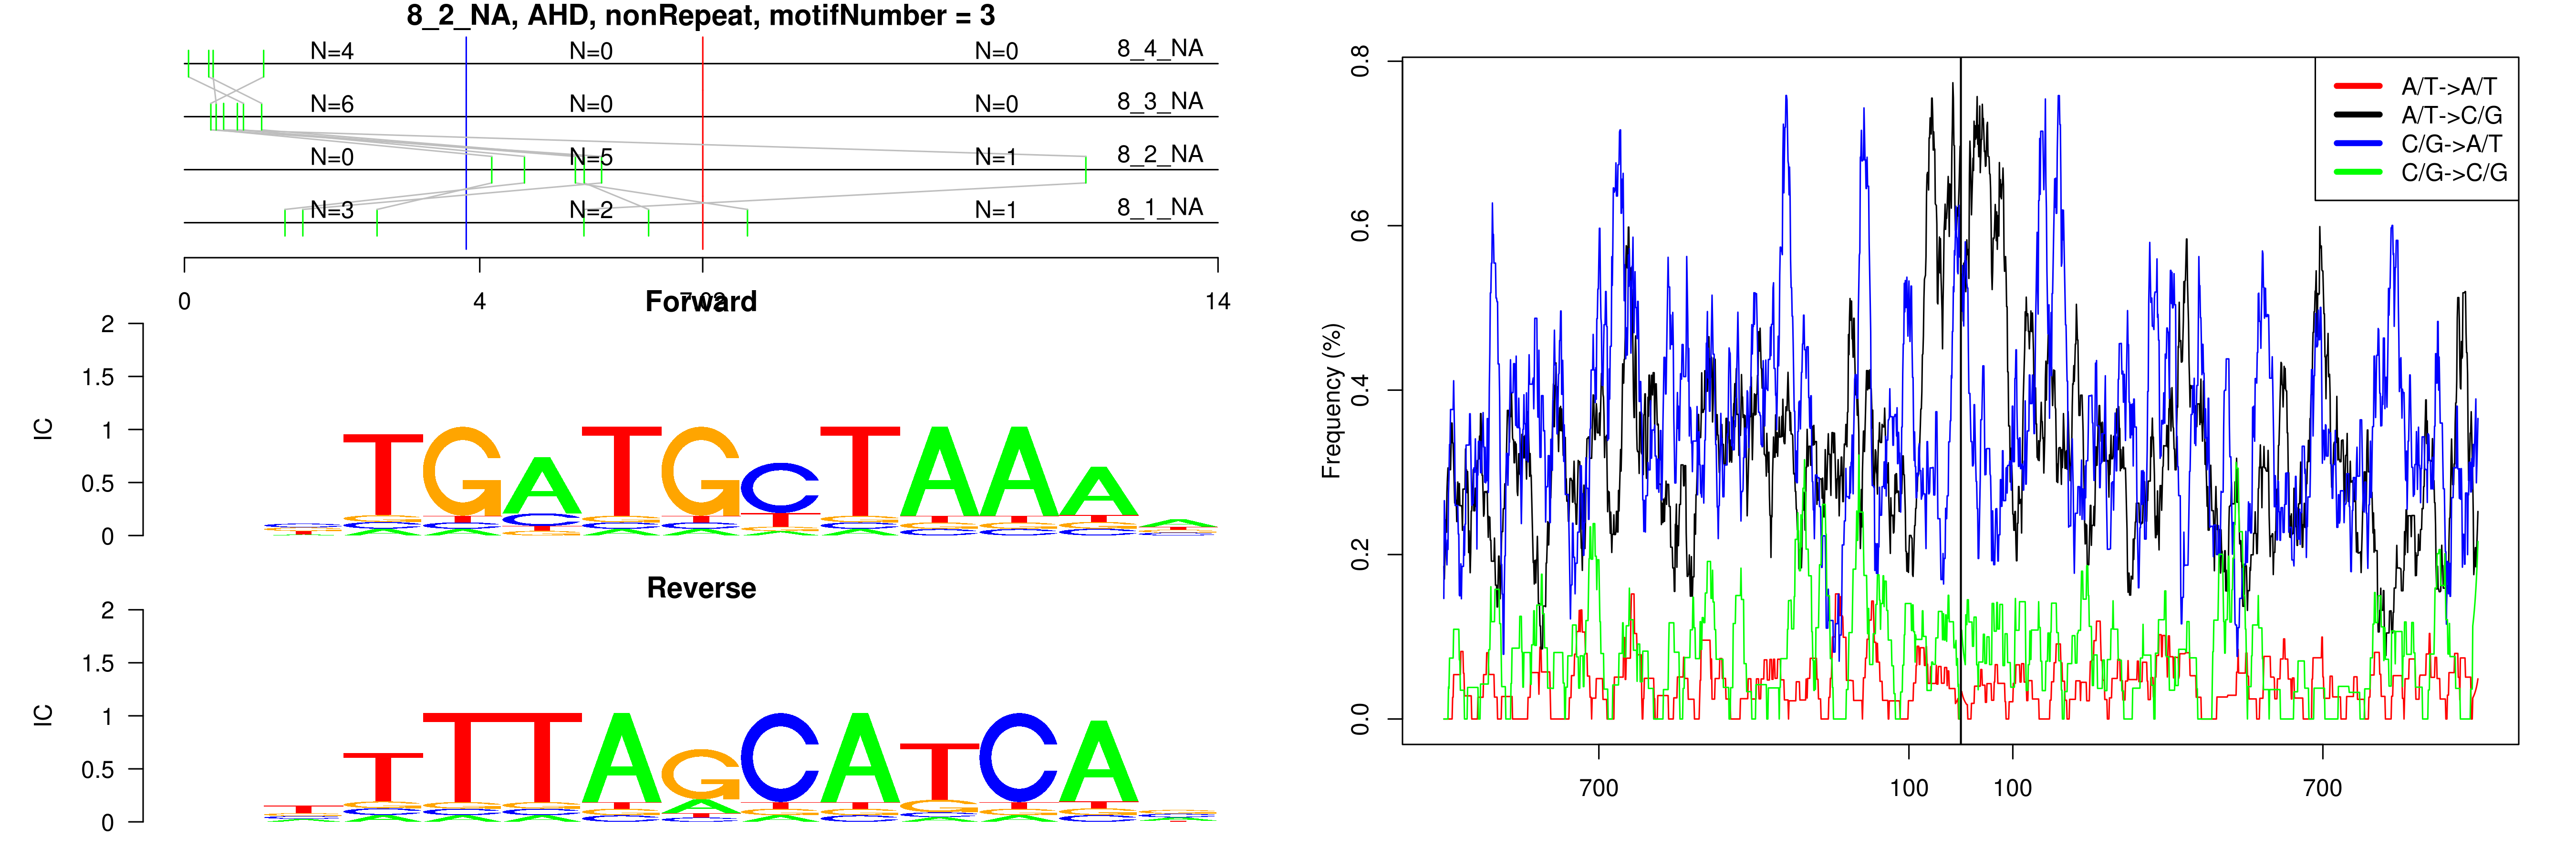 8_2_NA, AHD, nonRepeat, motifNumber = 3
N=4 N=0 N=0 8_4_NA
N=6 N=0 N=0 8_3_NA
N=0 N=5 N=1 8_2_NA
N=3 N=2 N=1 8_1_NA
0 4 14
Forward
2
1.5
1
0.5
0
IC
TGATGCTAAA
Reverse
2
1.5
1
0.5
0
IC
TTTAGCATCA
0.8
0.6
0.4
0.2
0.0
Frequency (%)
A/T->A/T
A/T->C/G
C/G->A/T
C/G->C/G
700 100 100 700